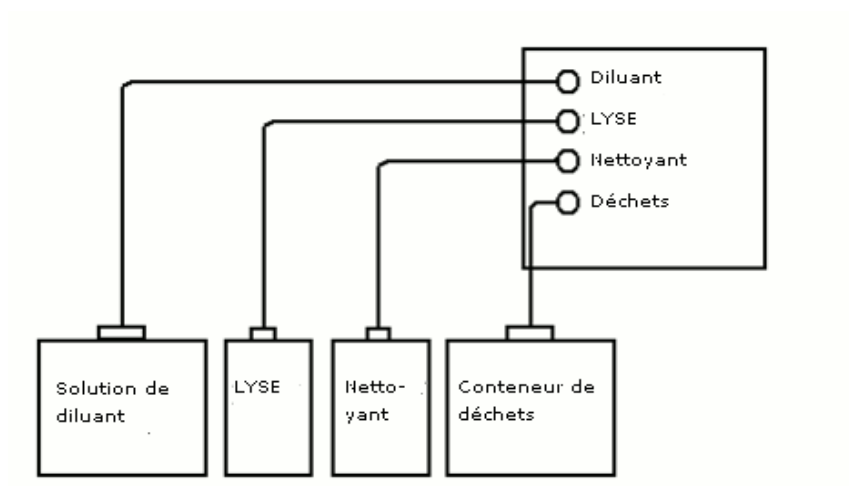 Diluant
LYSE
Nettoyant
Déchets
Solution de
diluant
LYSE
Netto-
yant
Conteneur de
déchets